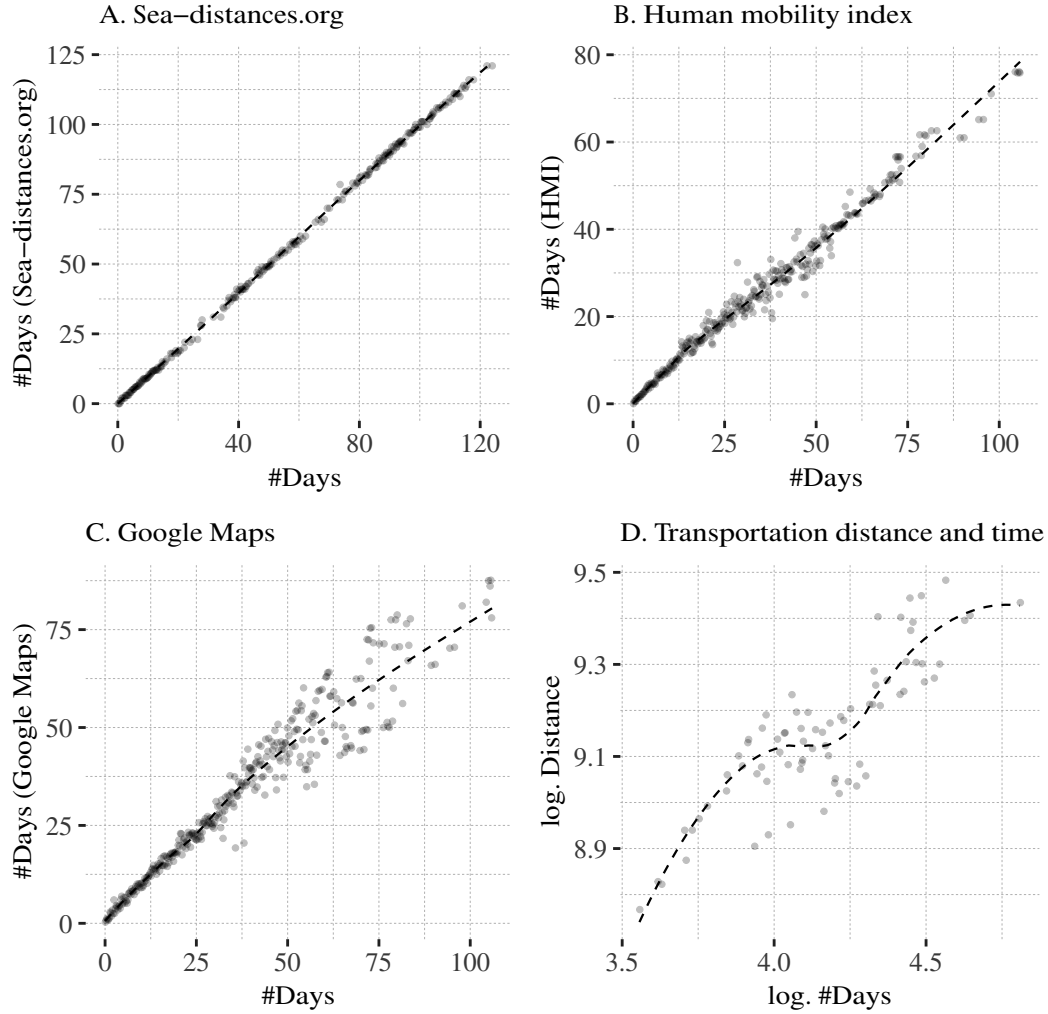 A. Sea−distances.org
B. Human mobility index
#Days (Sea−distances.org)
125
100
75
50
25
0
0 40 80 120
#Days
#Days (HMI)
80
60
40
20
0
0 25 50 75 100
#Days
C. Google Maps
D. Transportation distance and time
#Days (Google Maps)
75
50
25
0
0 25 50 75 100
#Days
log. Distance
9.5
9.3
9.1
8.9
3.5 4.0 4.5
log. #Days